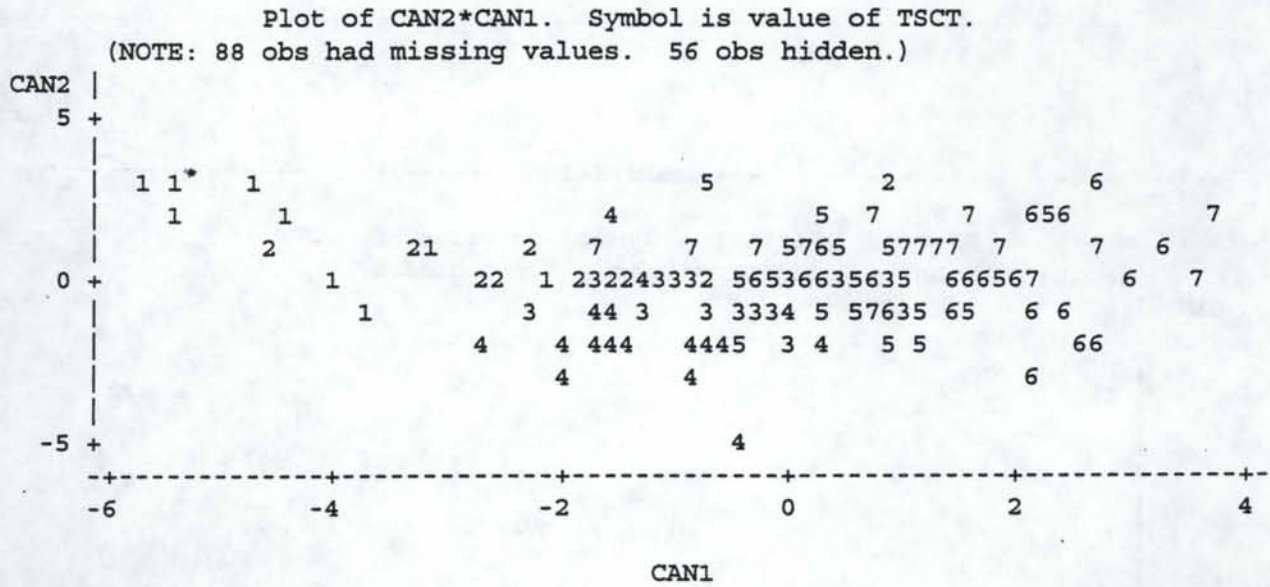 Plot of CAN2*CAN1. Symbol is value of TSCT.
(NOTE: 88 obs had missing values. 56 obs hidden.)
CAN2
5
1 1* 1 5 2 6
1 1 4 5 7 7 656 7
2 21 2 7 7 7 5765 57777 7 7 6
0 1 22 1 232243332 56536635635 666567 6 7
1 3 44 3 3 3334 5 57635 65 6 6
4 4 444 4445 3 4 5 5 66
4 4 6
-5 4
-6 -4 -2 0 2 4
CAN1